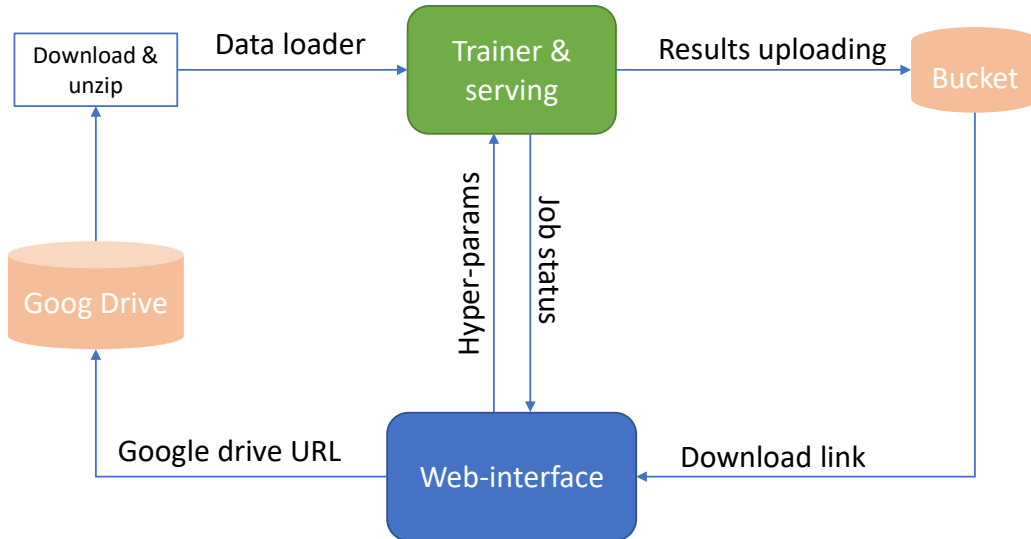 Download &
unzip
Data loader
Trainer &
serving
Results uploading
Bucket
Goog Drive
Hyper-params
Job status
Google drive URL
Web-interface
Download link